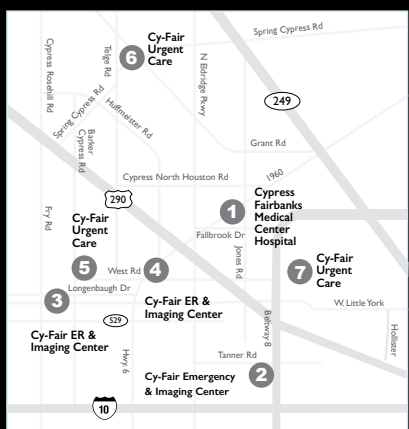 Spring Cypress Rd
Cy-Fair
Urgent
Care
6
Telge Rd
Cypress Rosehill Rd
N Eldridge Pkwy
249
Spring Cypress Rd
Huffmeister Rd
Barker
Cypress Rd
Grant Rd
1960
Cypress North Houston Rd
290
1
Cypress
Fairbanks
Medical
Center
Hospital
Fry Rd
Cy-Fair
Urgent
Care
5
Fallbrook Dr
Jones Rd
West Rd
4
7
Cy-Fair
Urgent
Care
Longenbaugh Dr
3
Cy-Fair ER &
Imaging Center
W. Little York
529
Cy-Fair ER &
Imaging Center
Hwy. 6
Beltway 8
Hollister
Tanner Rd
Cy-Fair Emergency
& Imaging Center
2
10